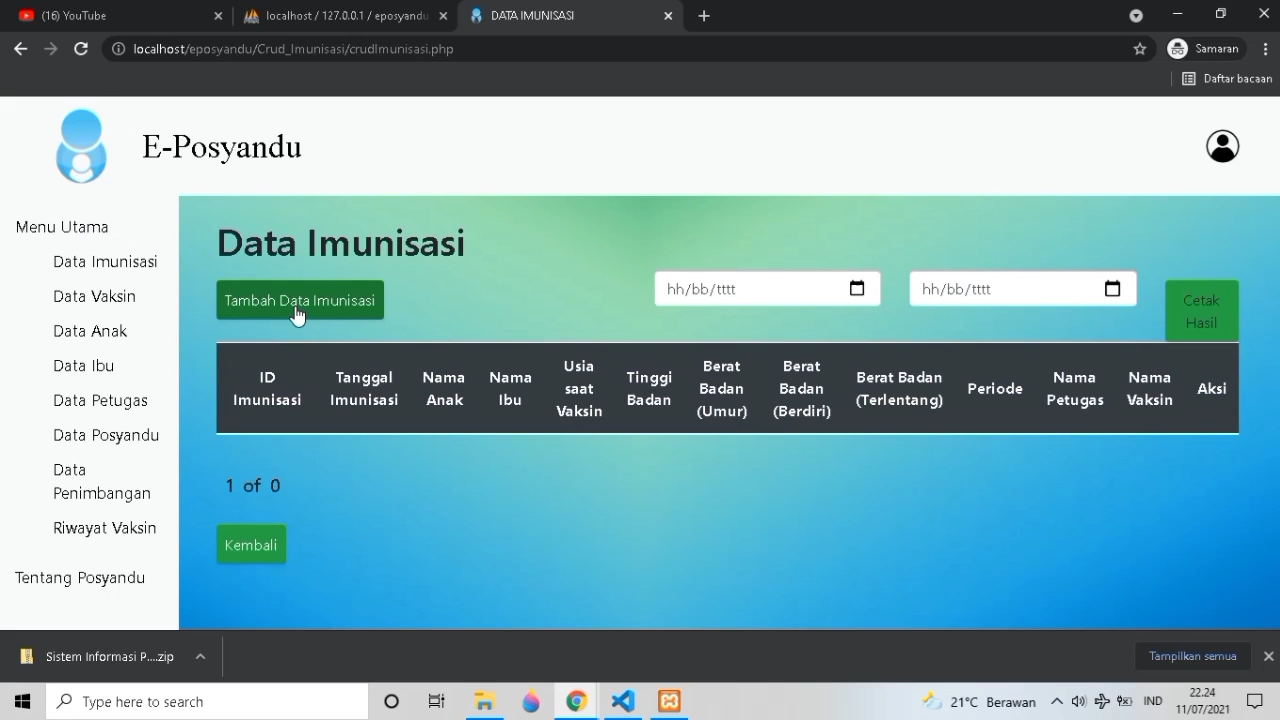 (16) YouTube
localhost / 127.0.0.1 / eposyandu
DATA IMUNISASI
localhost/eposyandu/Crud_Imunisasi/crudImunisasi.php
Samaran
Daftar bacaan
E-Posyandu
Menu Utama
Data Imunisasi
Data Vaksin
Data Anak
Data Ibu
Data Petugas
Data Posyandu
Data
Penimbangan
Riwayat Vaksin
Tentang Posyandu
Data Imunisasi
Tambah Data Imunisasi
hh/bb/tttt
hh/bb/tttt
Cetak
Hasil
ID
Imunisasi
Tanggal
Imunisasi
Nama
Anak
Nama
Ibu
Usia
saat
Vaksin
Tinggi
Badan
Berat
Badan
(Umur)
Berat
Badan
(Berdiri)
Berat Badan
(Terlentang)
Periode
Nama
Petugas
Nama
Vaksin
Aksi
1 of 0
Kembali
Sistem Informasi P....zip
Tampilkan semua
Type here to search
21°C Berawan
IND
22.24
11/07/2021